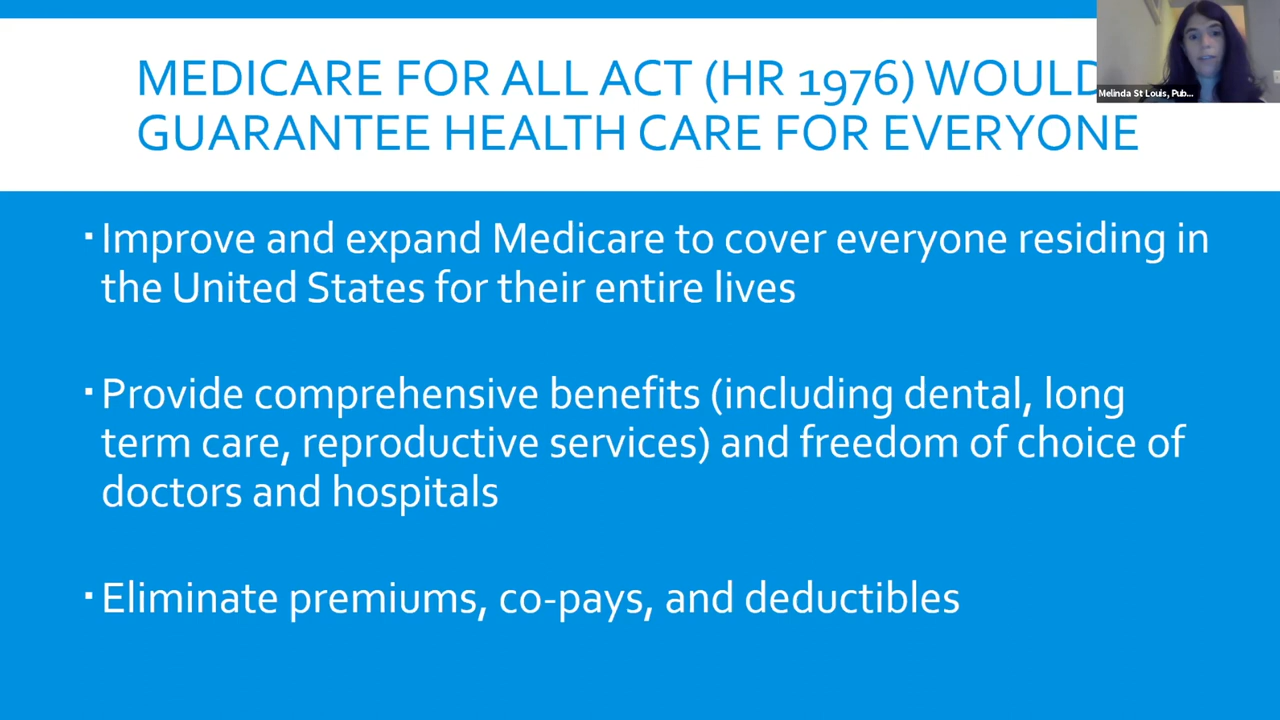 MEDICARE FOR ALL ACT (HR 1976) WOULD
GUARANTEE HEALTH CARE FOR EVERYONE
Melinda St Louis, Pub...
▪ Improve and expand Medicare to cover everyone residing in
the United States for their entire lives
▪ Provide comprehensive benefits (including dental, long
term care, reproductive services) and freedom of choice of
doctors and hospitals
▪ Eliminate premiums, co-pays, and deductibles